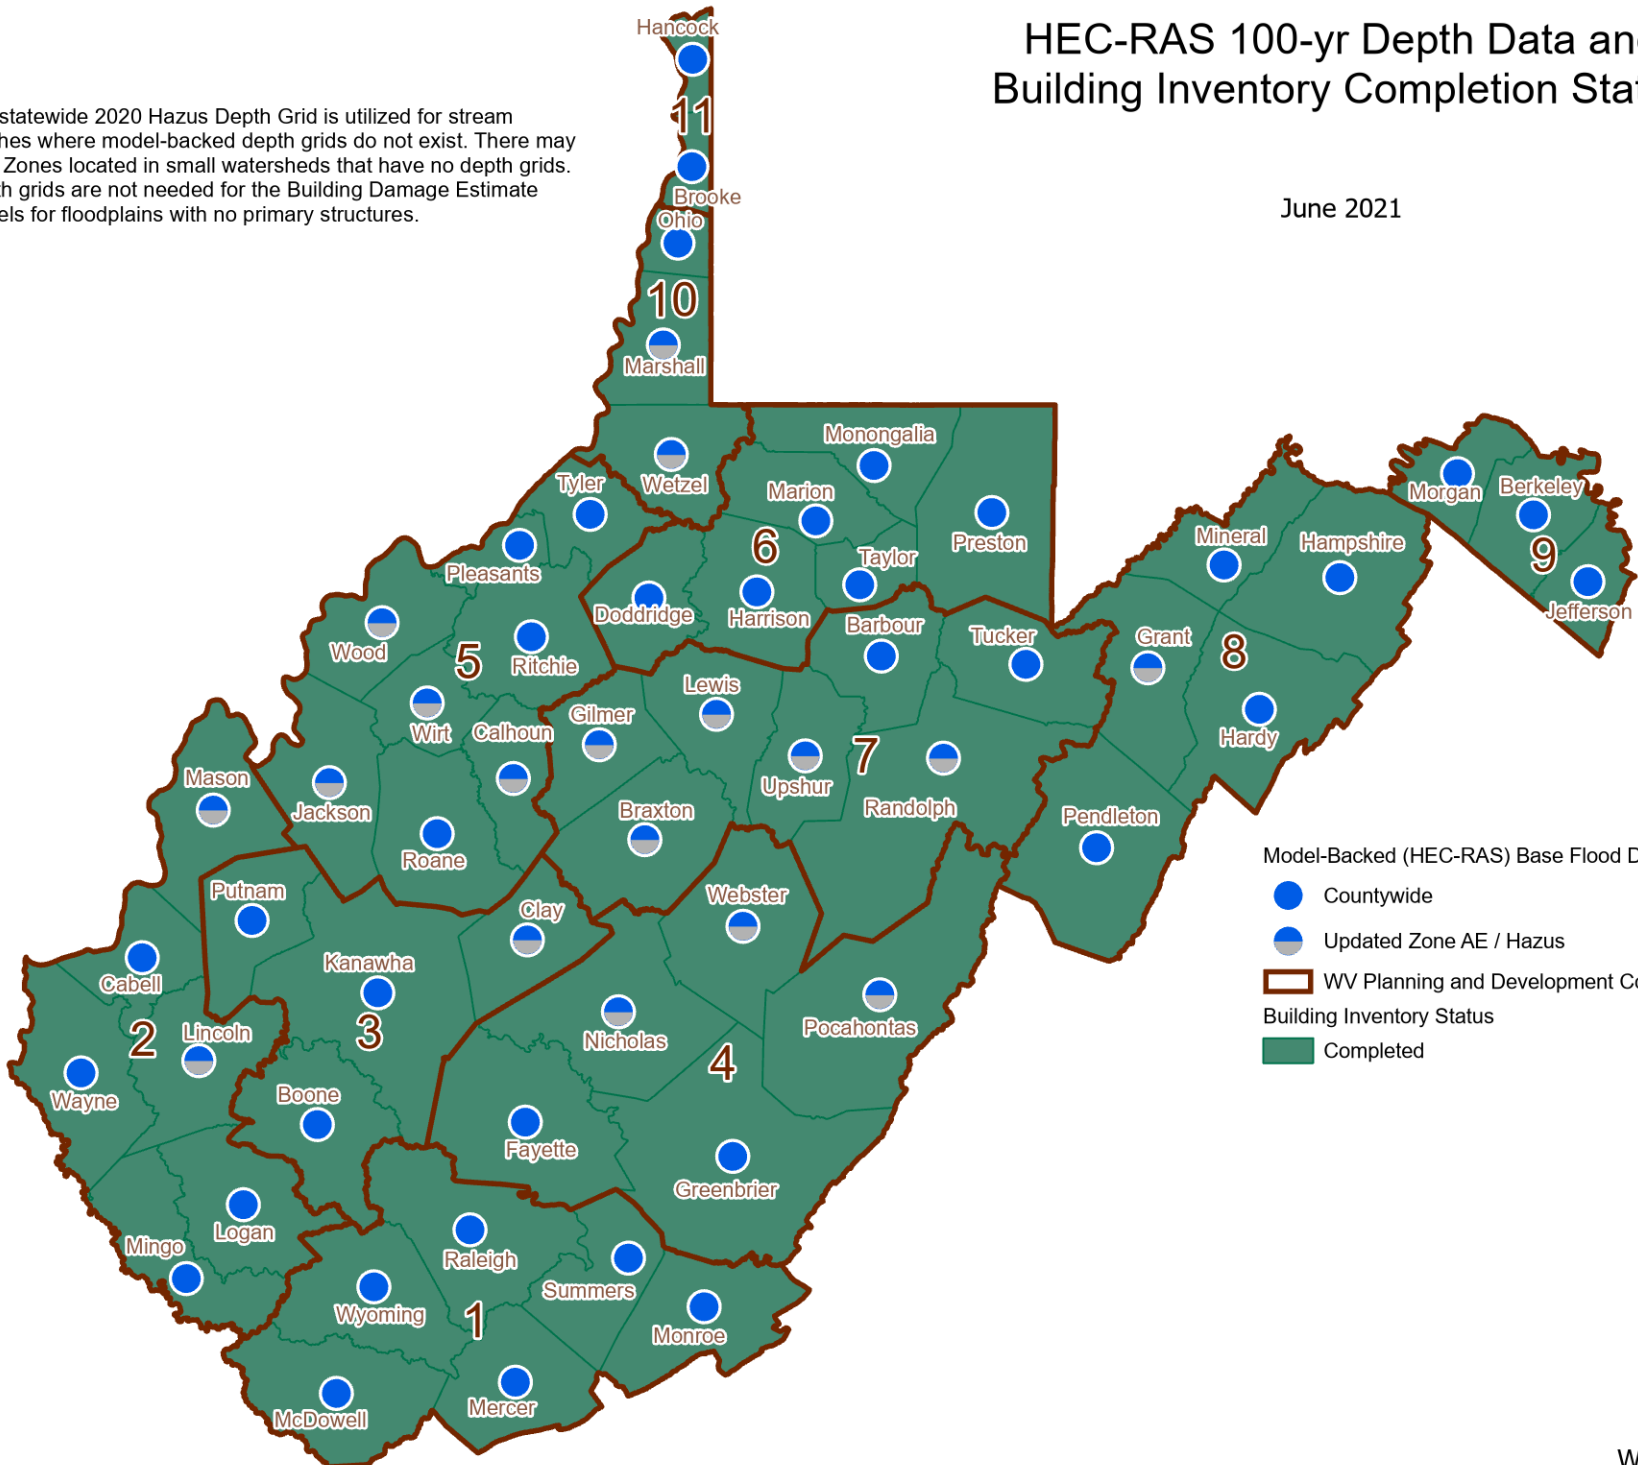 HEC-RAS 100-yr Depth Data an
Building Inventory Completion Sta
June 2021
statewide 2020 Hazus Depth Grid is utilized for stream
hes where model-backed depth grids do not exist. There may
Zones located in small watersheds that have no depth grids.
th grids are not needed for the Building Damage Estimate
els for floodplains with no primary structures.
Hancock
11
Brooke
Ohio
10
Marshall
Wetzel
Monongalia
Tyler
Marion
Morgan
Berkeley
Pleasants
6
Taylor
Preston
Mineral
Hampshire
9
Doddridge
Harrison
Jefferson
Wood
5
Ritchie
Barbour
Tucker
Grant
8
Lewis
Wirt
Calhoun
Gilmer
Hardy
Mason
Jackson
Upshur
7
Randolph
Braxton
Pendleton
Roane
Putnam
Webster
Clay
Kanawha
Cabell
2
Lincoln
3
Nicholas
Pocahontas
4
Wayne
Boone
Fayette
Greenbrier
Logan
Mingo
Raleigh
Summers
Wyoming
1
Monroe
McDowell
Mercer
Model-Backed (HEC-RAS) Base Flood D
Countywide
Updated Zone AE / Hazus
WV Planning and Development Co
Building Inventory Status
Completed
W